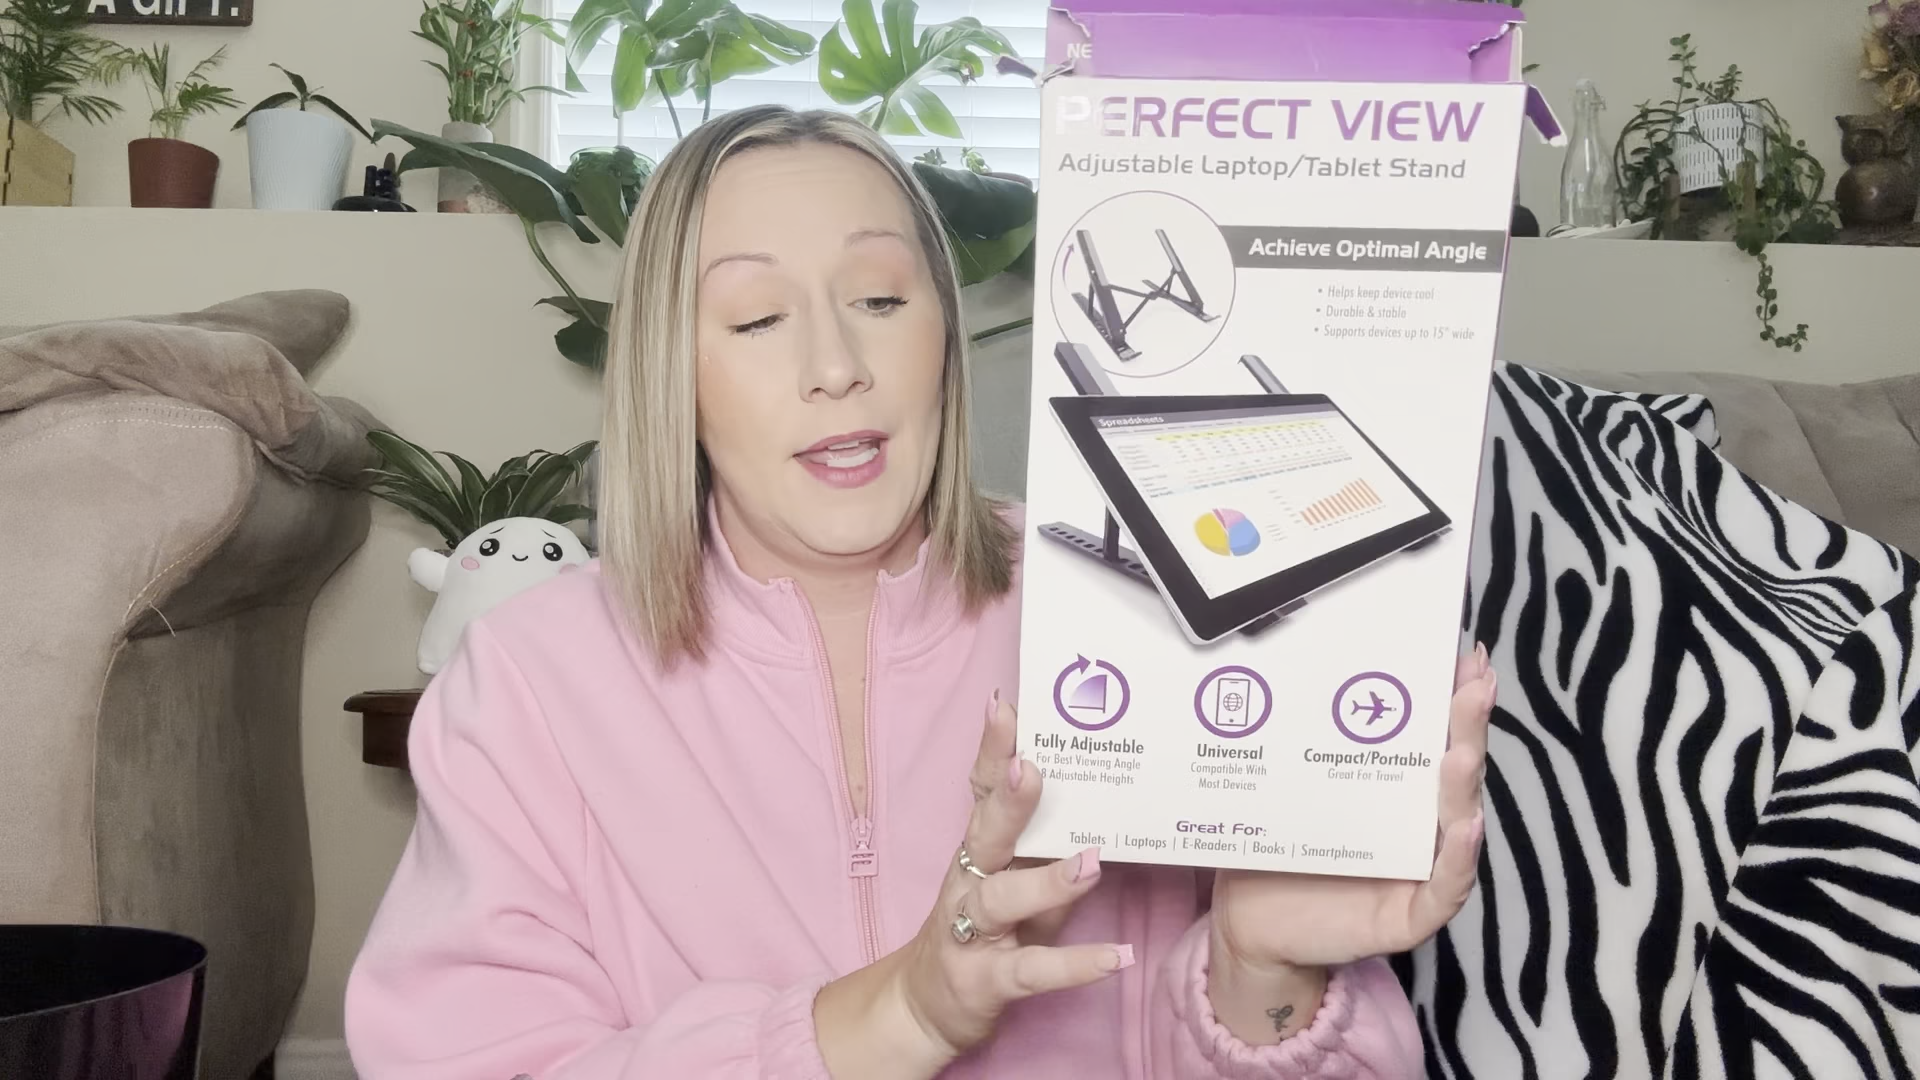 A GIFT.
NE
PERFECT VIEW
Adjustable Laptop/Tablet Stand
Achieve Optimal Angle
• Helps keep device cool
• Durable & stable
• Supports devices up to 15" wide
Spreadsheets
Fully Adjustable
For Best Viewing Angle
8 Adjustable Heights
Universal
Compatible With
Most Devices
Compact/Portable
Great For Travel
Great For:
Tablets | Laptops | E-Readers | Books | Smartphones